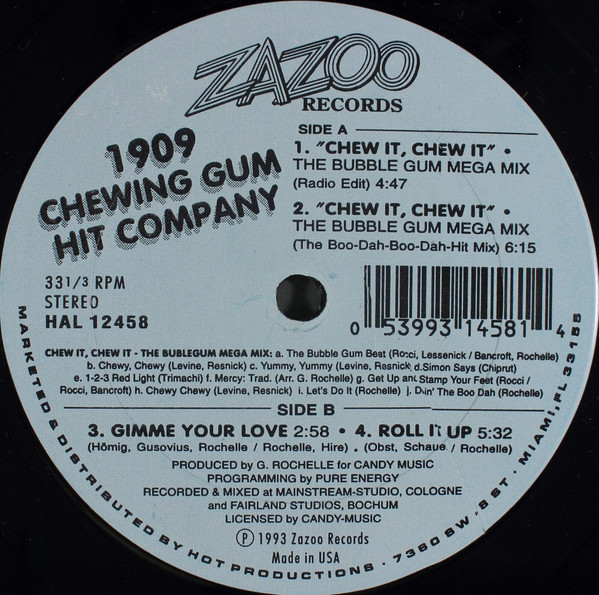 ZAZOO
RECORDS
1909
CHEWING GUM
HIT COMPANY
SIDE A
1. "CHEW IT, CHEW IT" •
THE BUBBLE GUM MEGA MIX
(Radio Edit) 4:47
2. "CHEW IT, CHEW IT" •
THE BUBBLE GUM MEGA MIX
(The Boo-Dah-Boo-Dah-Hit Mix) 6:15
33 1/3 RPM
STEREO
HAL 12458
0 53993 14581 4
CHEW IT, CHEW IT - THE BUBLEGUM MEGA MIX: a. The Bubble Gum Beat (Rocci, Lessenick / Bancroft, Rochelle)
b. Chewy, Chewy (Levine, Resnick) c. Yummy, Yummy (Levine, Resnick) d.Simon Says (Chiprut)
e. 1-2-3 Red Light (Trimachi) f. Mercy: Trad. (Arr. G. Rochelle) g. Get Up and Stamp Your Feet (Rocci /
Rocci, Bancroft) h. Chewy Chewy (Levine, Resnick) i. Let's Do It (Rochelle) j. Doin' The Boo Dah (Rochelle)
SIDE B
3. GIMME YOUR LOVE 2:58 • 4. ROLL IT UP 5:32
(Hömig, Gusovius, Rochelle / Rochelle, Hire) • (Obst, Schaue / Rochelle)
PRODUCED by G. ROCHELLE for CANDY MUSIC
PROGRAMMING by PURE ENERGY
RECORDED & MIXED at MAINSTREAM-STUDIO, COLOGNE
and FAIRLAND STUDIOS, BOCHUM
LICENSED by CANDY-MUSIC
℗ 1993 Zazoo Records
Made in USA
MARKETED & DISTRIBUTED BY HOT PRODUCTIONS • 7360 SW • 8 ST • MIAMI, FL 33155